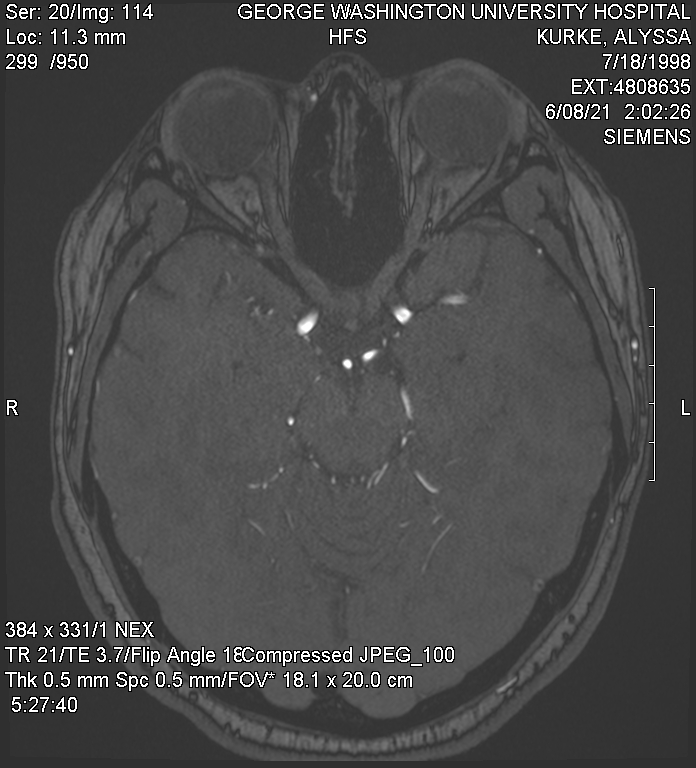 Ser: 20/Img: 114
Loc: 11.3 mm
299 /950
HFS
GEORGE WASHINGTON UNIVERSITY HOSPITAL
KURKE, ALYSSA
7/18/1998
EXT:4808635
6/08/21 2:02:26
SIEMENS
R
L
384 x 331/1 NEX
TR 21/TE 3.7/Flip Angle 18Compressed JPEG_100
Thk 0.5 mm Spc 0.5 mm/FOV* 18.1 x 20.0 cm
5:27:40